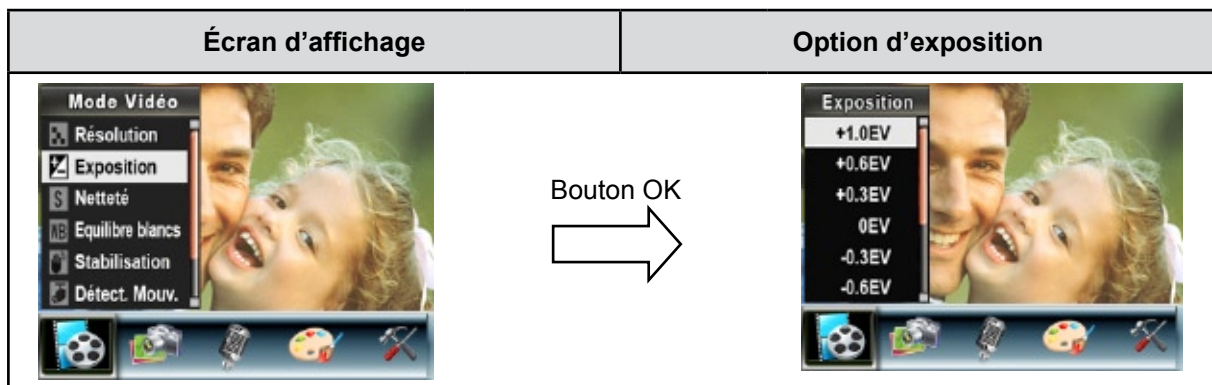 Écran d’affichage
Option d’exposition
Mode Vidéo
Résolution
Exposition
S Netteté
WB Equilibre blancs
Stabilisation
Détect. Mouv.
Bouton OK
Exposition
+1.0EV
+0.6EV
+0.3EV
0EV
-0.3EV
-0.6EV